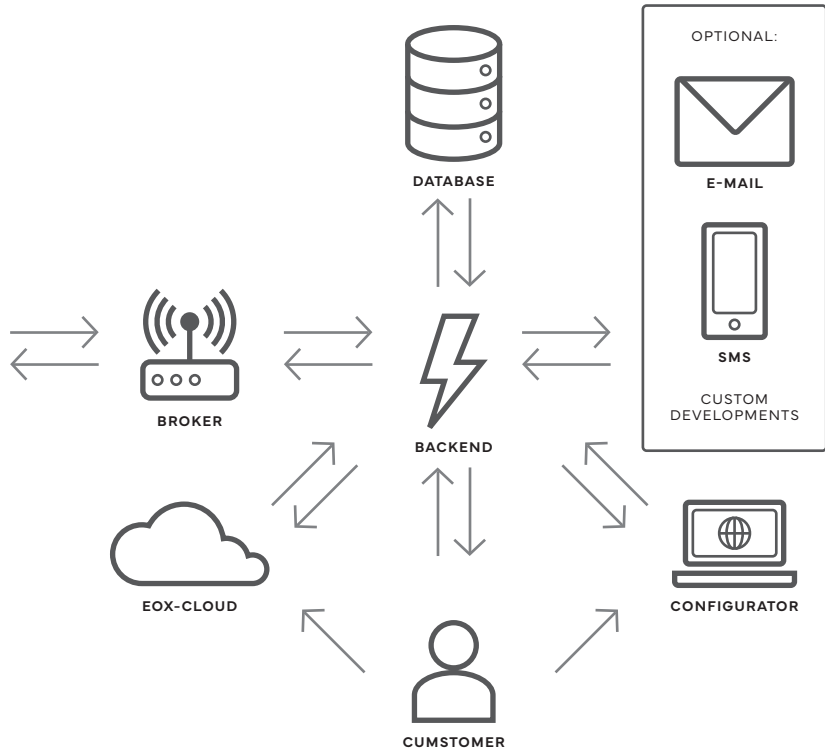 OPTIONAL:
DATABASE
E-MAIL
SMS
BROKER
CUSTOM
DEVELOPMENTS
BACKEND
EOX-CLOUD
CONFIGURATOR
CUMSTOMER